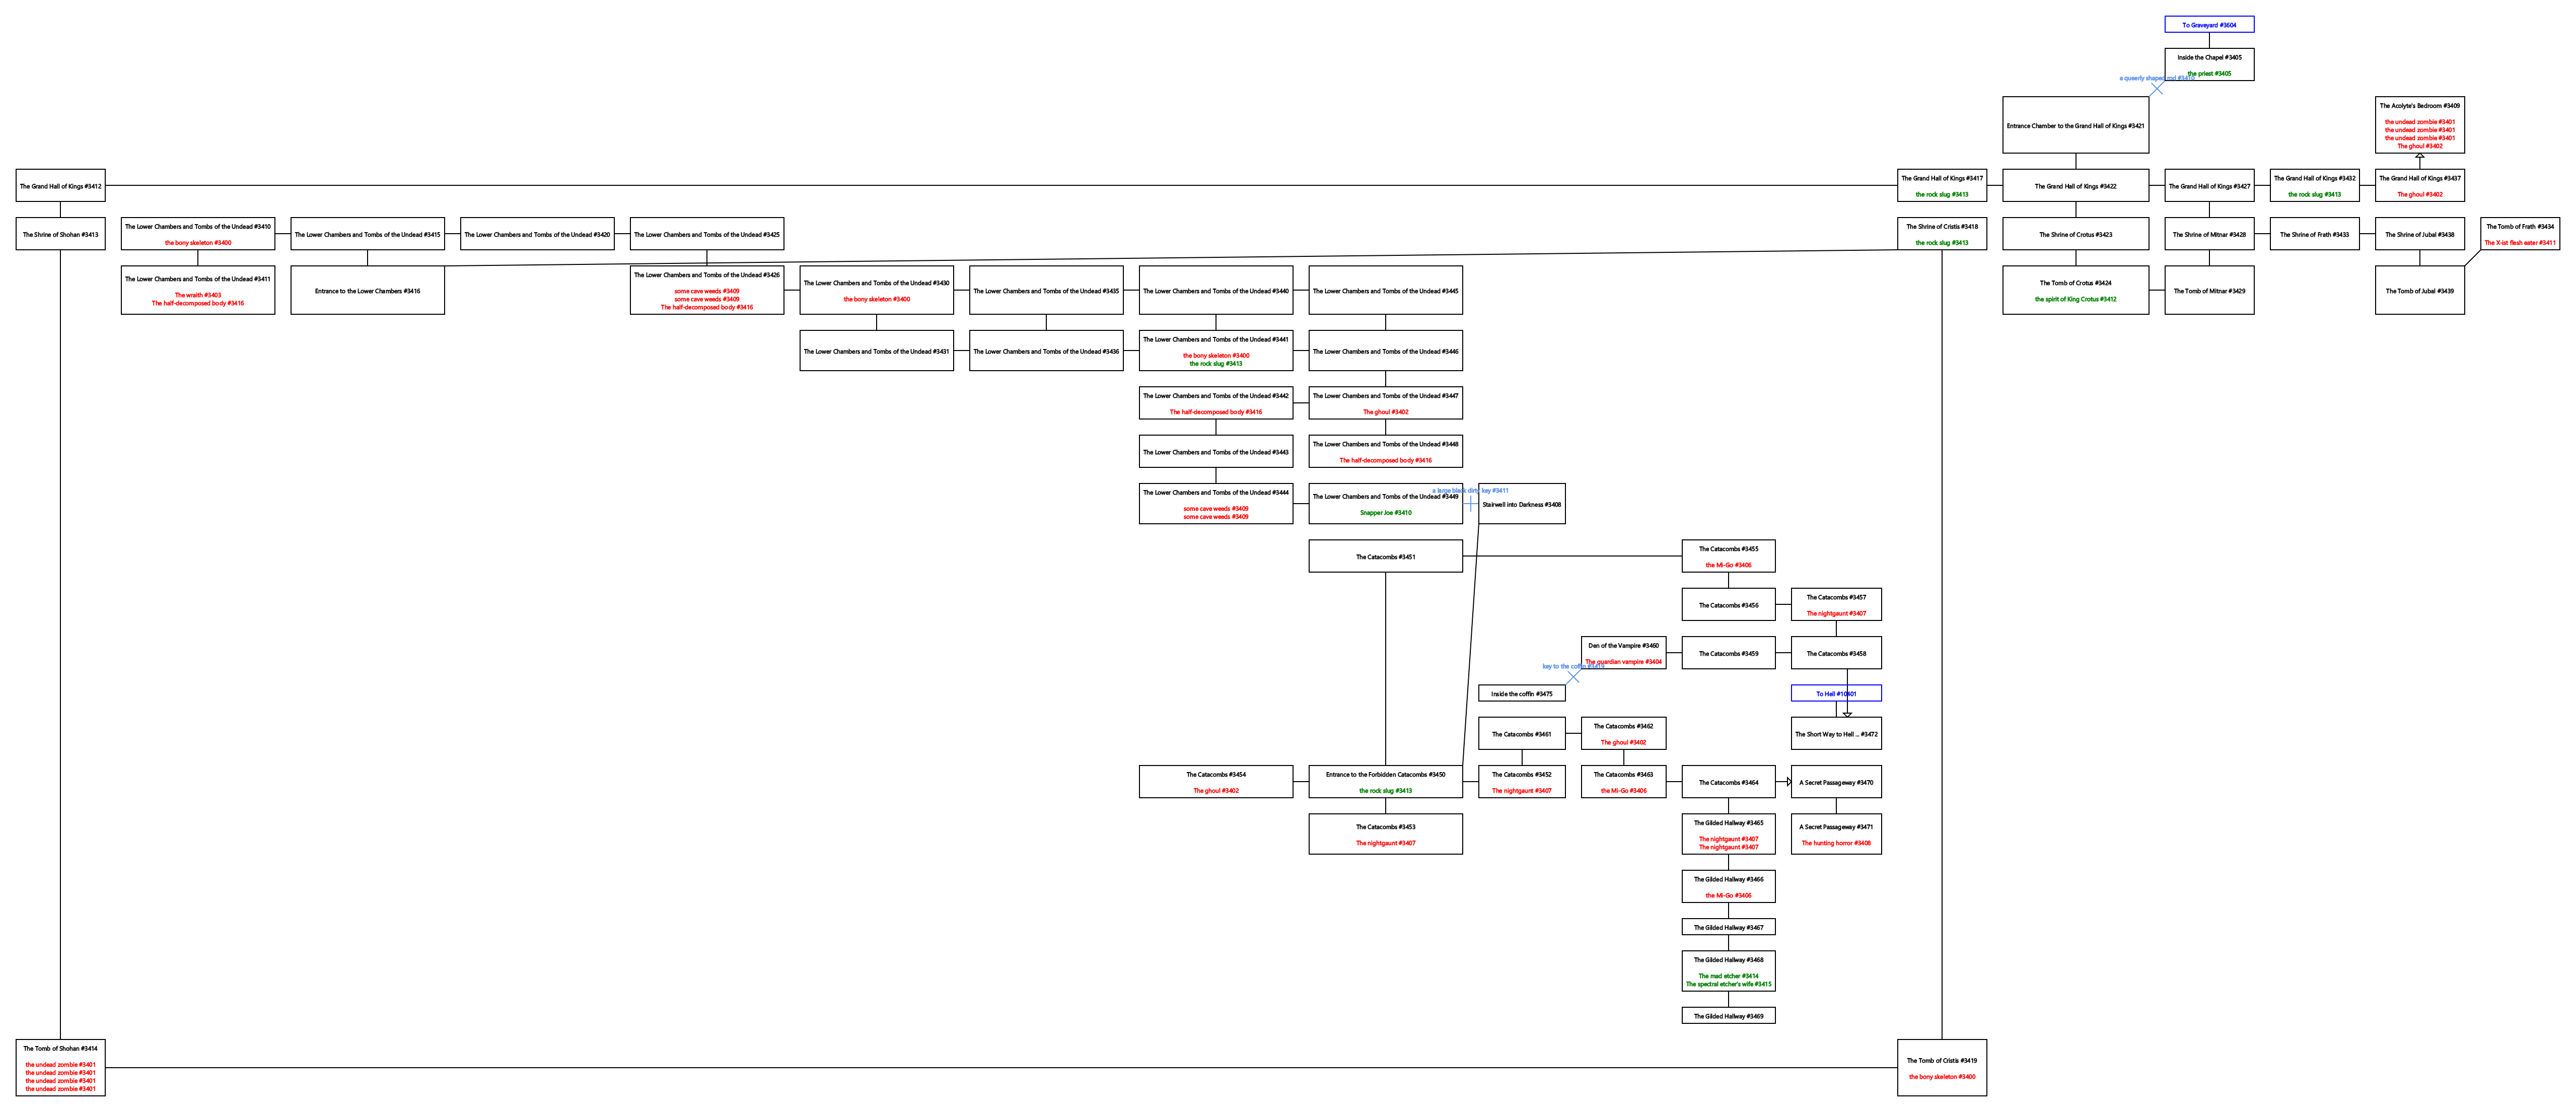 To Graveyard #3604
Inside the Chapel #3405
the priest #3405
a queerly shaped rod #3410
Entrance Chamber to the Grand Hall of Kings #3421
The Acolyte's Bedroom #3409
the undead zombie #3401
the undead zombie #3401
the undead zombie #3401
The ghoul #3402
The Grand Hall of Kings #3412
The Grand Hall of Kings #3417
the rock slug #3413
The Grand Hall of Kings #3422
The Grand Hall of Kings #3427
The Grand Hall of Kings #3432
the rock slug #3413
The Grand Hall of Kings #3437
The ghoul #3402
The Shrine of Shohan #3413
The Lower Chambers and Tombs of the Undead #3410
the bony skeleton #3400
The Lower Chambers and Tombs of the Undead #3415
The Lower Chambers and Tombs of the Undead #3420
The Lower Chambers and Tombs of the Undead #3425
The Shrine of Cristis #3418
the rock slug #3413
The Shrine of Crotus #3423
The Shrine of Mitnar #3428
The Shrine of Frath #3433
The Shrine of Jubal #3438
The Tomb of Frath #3434
The X-ist flesh eater #3411
The Lower Chambers and Tombs of the Undead #3411
The wraith #3403
The half-decomposed body #3416
Entrance to the Lower Chambers #3416
The Lower Chambers and Tombs of the Undead #3426
some cave weeds #3409
some cave weeds #3409
The half-decomposed body #3416
The Lower Chambers and Tombs of the Undead #3430
the bony skeleton #3400
The Lower Chambers and Tombs of the Undead #3435
The Lower Chambers and Tombs of the Undead #3440
The Lower Chambers and Tombs of the Undead #3445
The Tomb of Crotus #3424
the spirit of King Crotus #3412
The Tomb of Mitnar #3429
The Tomb of Jubal #3439
The Lower Chambers and Tombs of the Undead #3431
The Lower Chambers and Tombs of the Undead #3436
The Lower Chambers and Tombs of the Undead #3441
the bony skeleton #3400
the rock slug #3413
The Lower Chambers and Tombs of the Undead #3446
The Lower Chambers and Tombs of the Undead #3442
The half-decomposed body #3416
The Lower Chambers and Tombs of the Undead #3447
The ghoul #3402
The Lower Chambers and Tombs of the Undead #3443
The Lower Chambers and Tombs of the Undead #3448
The half-decomposed body #3416
The Lower Chambers and Tombs of the Undead #3444
some cave weeds #3409
some cave weeds #3409
The Lower Chambers and Tombs of the Undead #3449
Snapper Joe #3410
a large black dirty key #3411
Stairwell into Darkness #3408
The Catacombs #3451
The Catacombs #3455
the Mi-Go #3406
The Catacombs #3456
The Catacombs #3457
The nightgaunt #3407
Den of the Vampire #3460
The guardian vampire #3404
key to the coffin #3419
The Catacombs #3459
The Catacombs #3458
Inside the coffin #3475
To Hell #10401
The Catacombs #3461
The Catacombs #3462
The ghoul #3402
The Short Way to Hell ... #3472
The Catacombs #3454
The ghoul #3402
Entrance to the Forbidden Catacombs #3450
the rock slug #3413
The Catacombs #3452
The nightgaunt #3407
The Catacombs #3463
the Mi-Go #3406
The Catacombs #3464
A Secret Passageway #3470
The Catacombs #3453
The nightgaunt #3407
The Gilded Hallway #3465
The nightgaunt #3407
The nightgaunt #3407
A Secret Passageway #3471
The hunting horror #3408
The Gilded Hallway #3466
the Mi-Go #3406
The Gilded Hallway #3467
The Gilded Hallway #3468
The mad etcher #3414
The spectral etcher's wife #3415
The Gilded Hallway #3469
The Tomb of Shohan #3414
the undead zombie #3401
the undead zombie #3401
the undead zombie #3401
the undead zombie #3401
The Tomb of Cristis #3419
the bony skeleton #3400